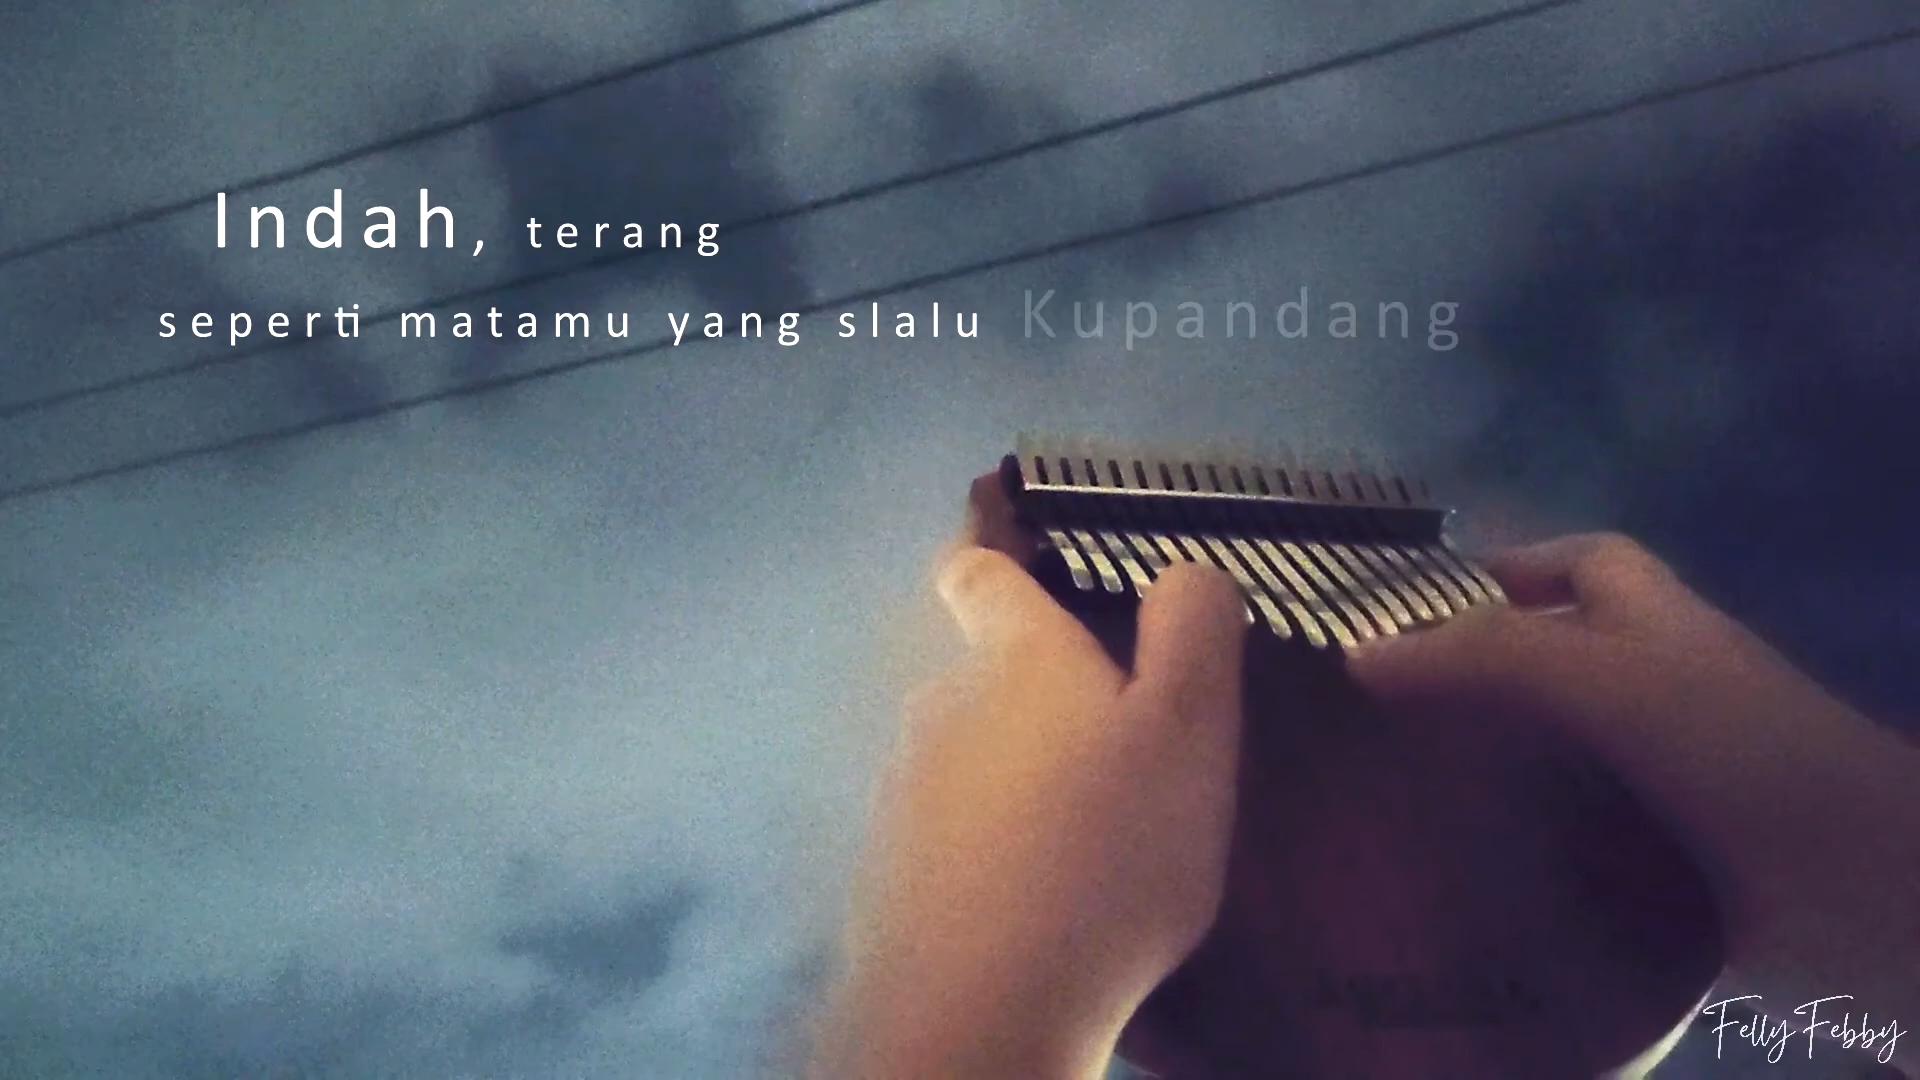 Indah, terang
seperti matamu yang slalu Kupandang
Felly Febby